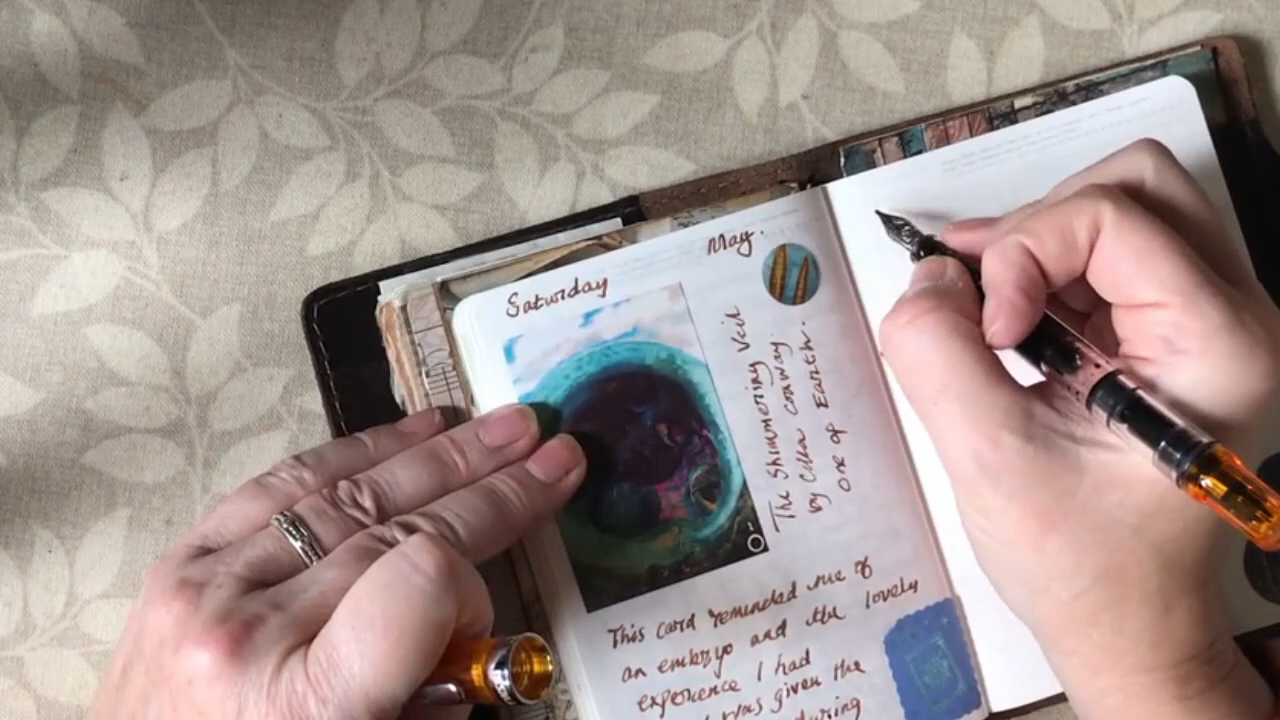 Saturday
May.
The Shimmering Veil
by Cilla Conway
One of Earth.
This card reminded me of
an embryo and the lovely
experience I had
was given the
during